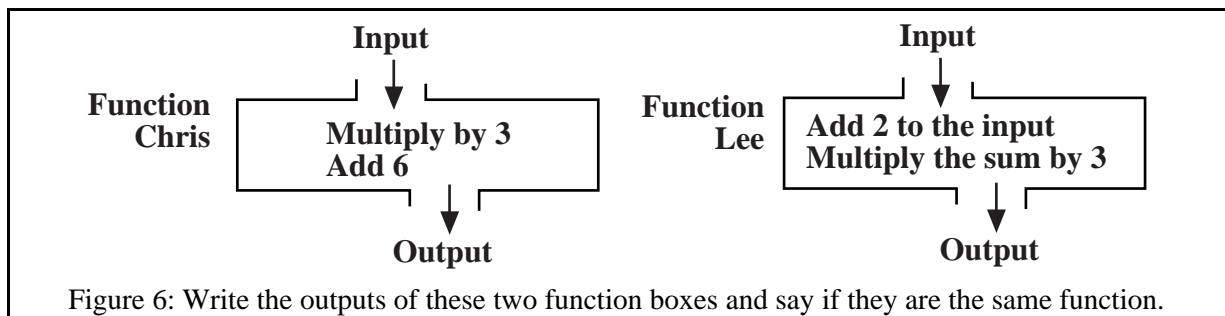 Input
Function
Chris
Multiply by 3
Add 6
Output
Input
Function
Lee
Add 2 to the input
Multiply the sum by 3
Output
Figure 6: Write the outputs of these two function boxes and say if they are the same function.